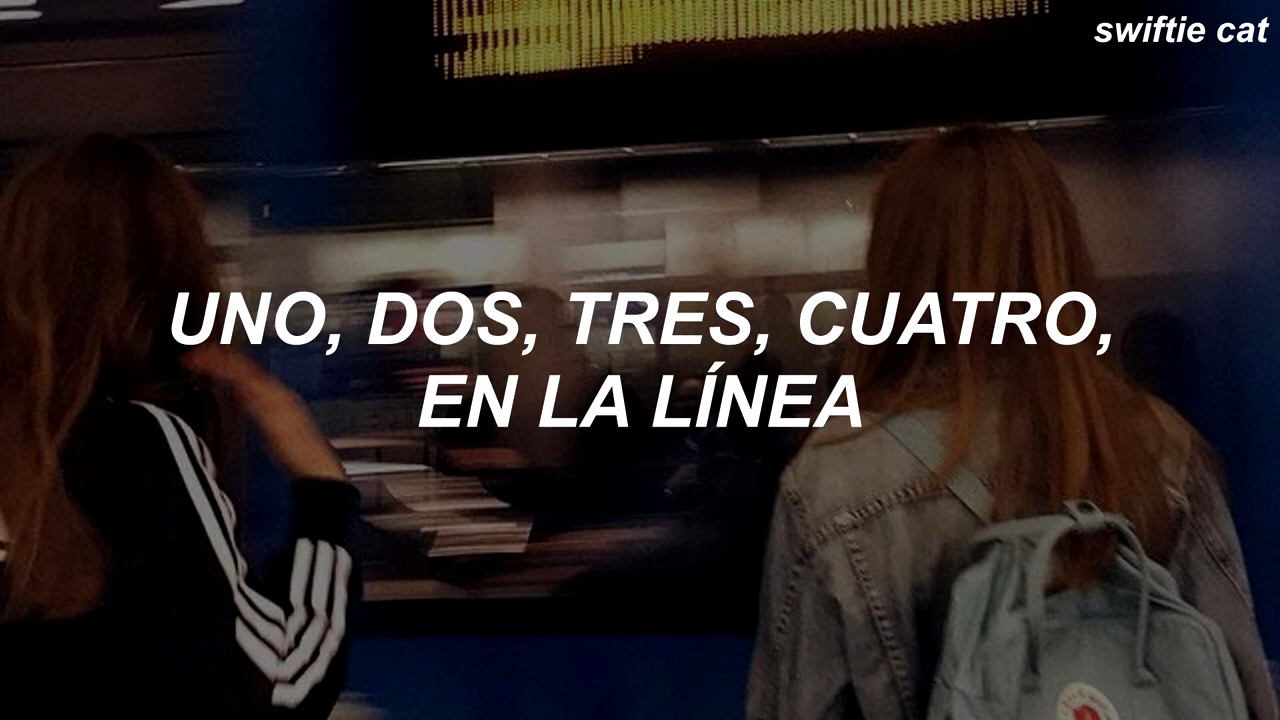 swiftie cat
UNO, DOS, TRES, CUATRO,
EN LA LÍNEA